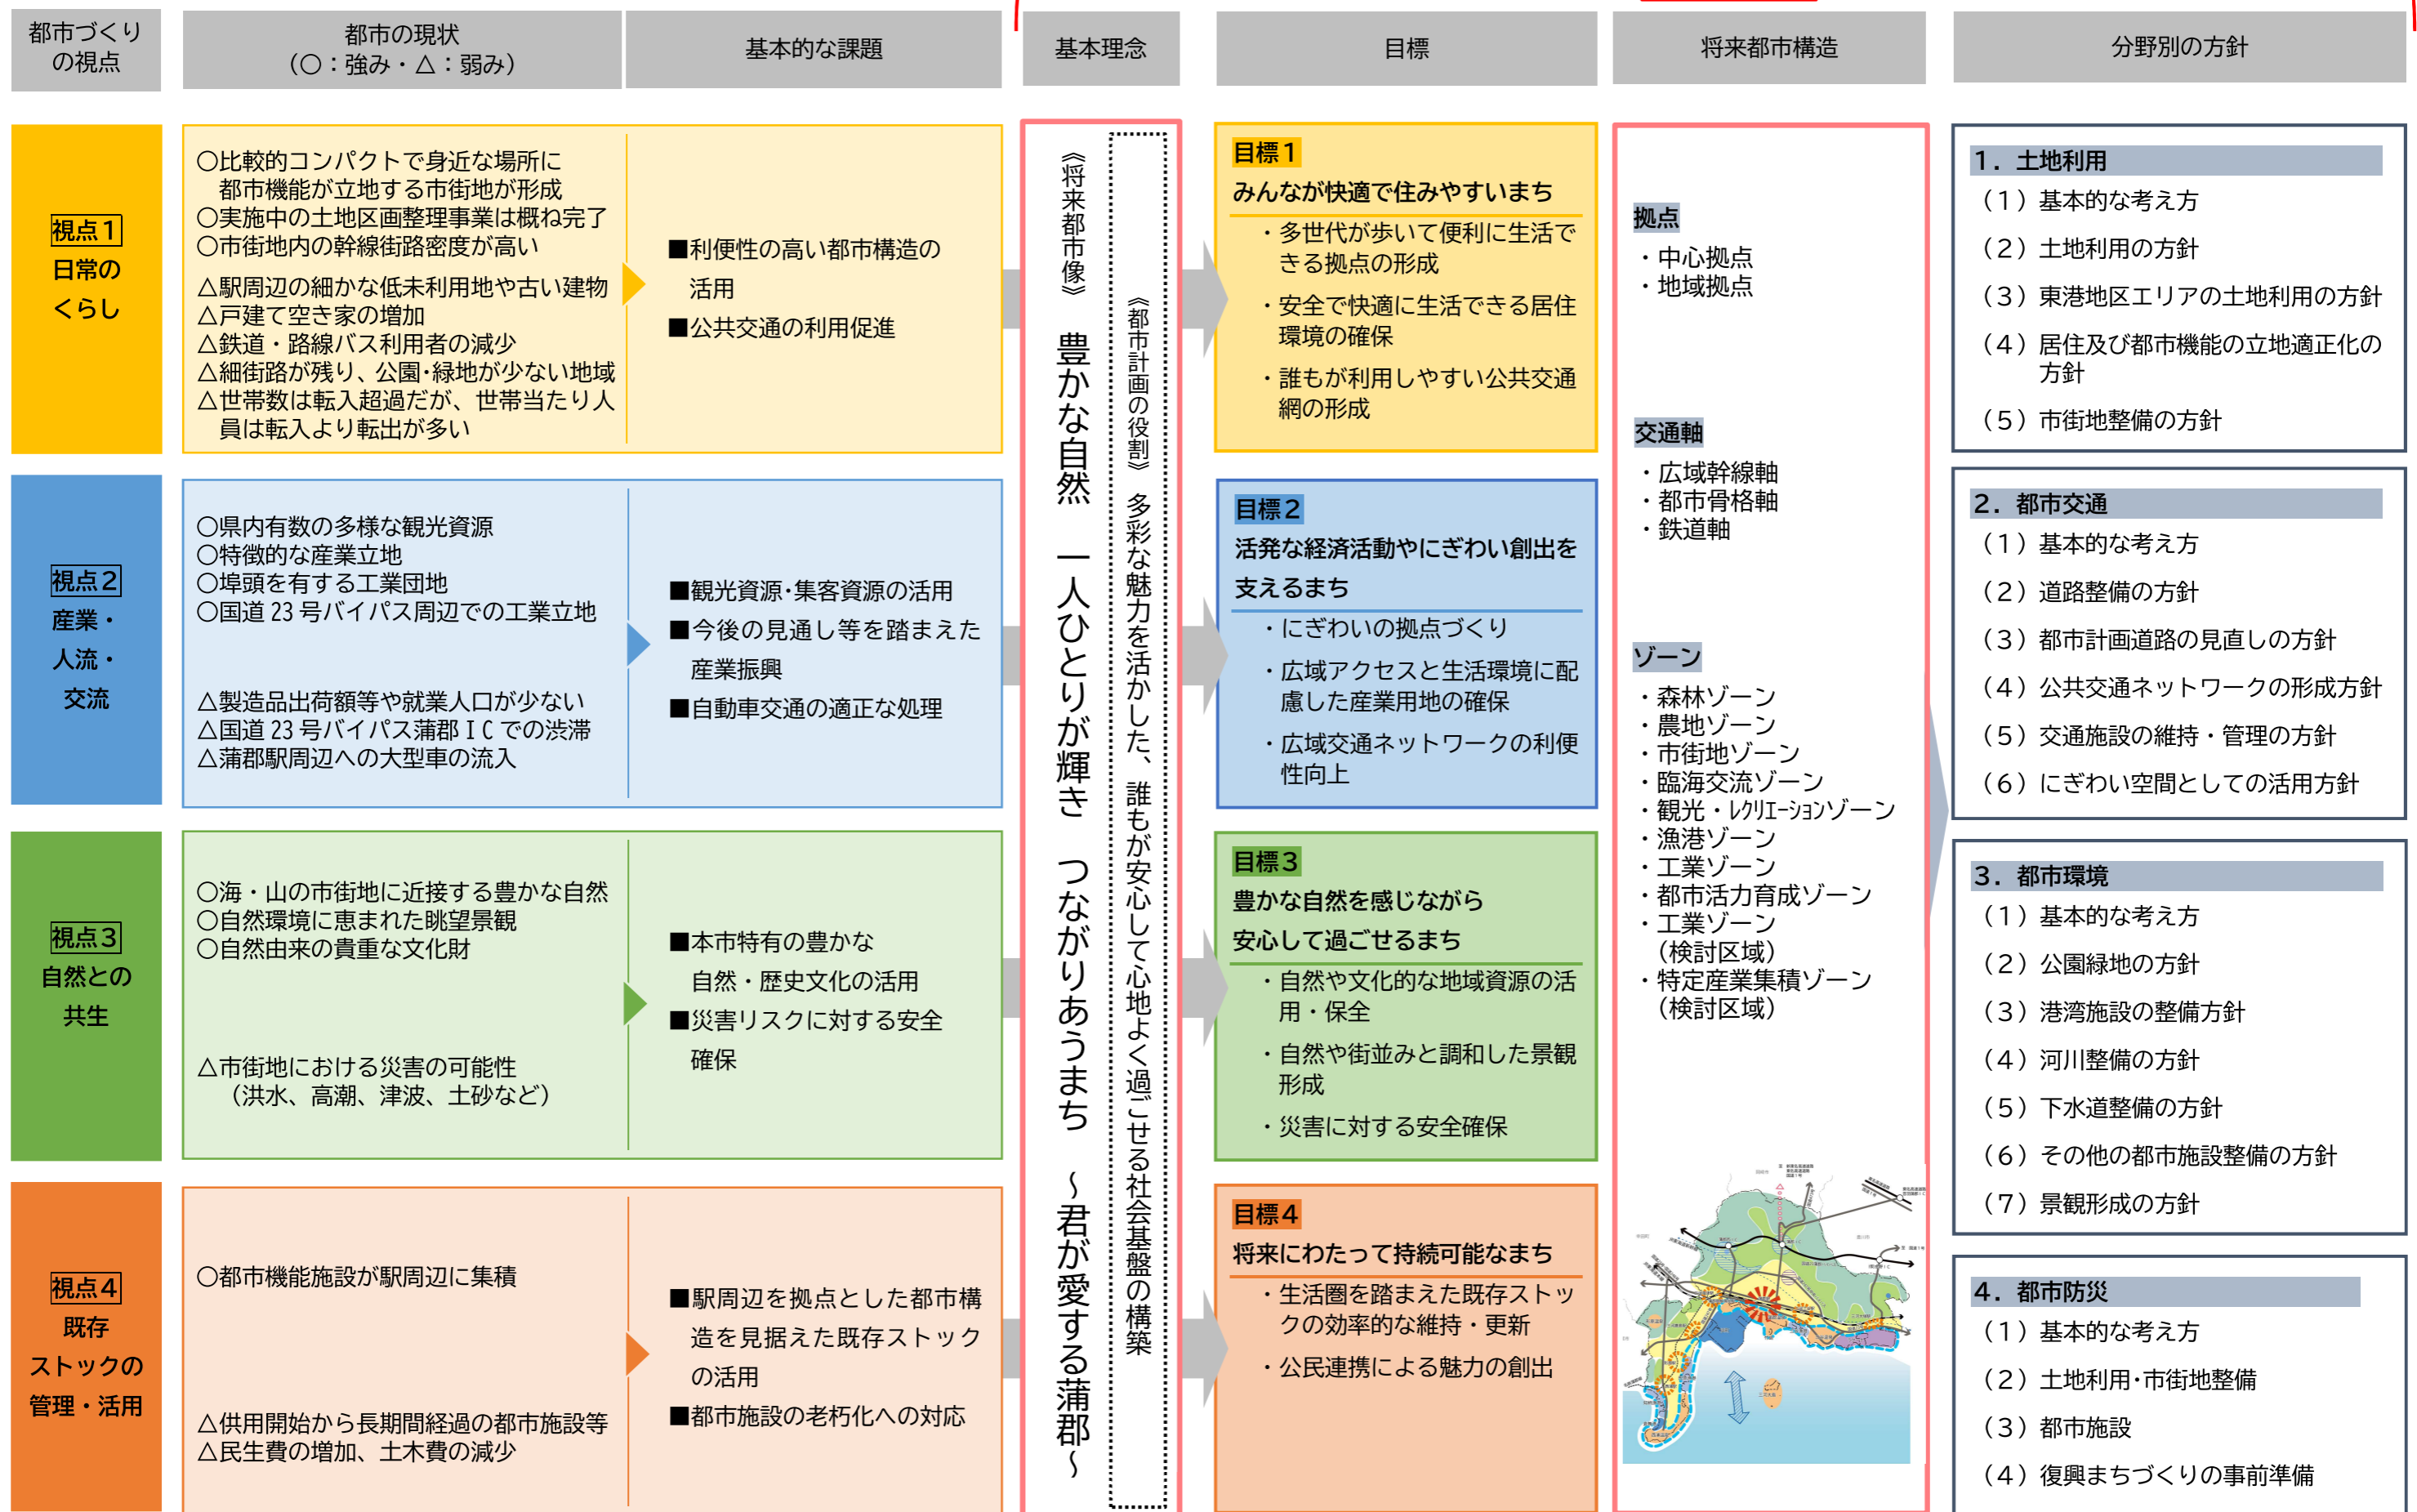 都市づくり
の視点
都市の現状
（○：強み・△：弱み）
基本的な課題
基本理念
目標
将来都市構造
分野別の方針
視点１
日常の
くらし
○比較的コンパクトで身近な場所に
都市機能が立地する市街地が形成
○実施中の土地区画整理事業は概ね完了
○市街地内の幹線街路密度が高い
△駅周辺の細かな低未利用地や古い建物
△戸建て空き家の増加
△鉄道・路線バス利用者の減少
△細街路が残り、公園・緑地が少ない地域
△世帯数は転入超過だが、世帯当たり人
員は転入より転出が多い
■利便性の高い都市構造の
活用
■公共交通の利用促進
視点２
産業・
人流・
交流
○県内有数の多様な観光資源
○特徴的な産業立地
○埠頭を有する工業団地
○国道23号バイパス周辺での工業立地
△製造品出荷額等や就業人口が少ない
△国道23号バイパス蒲郡ＩＣでの渋滞
△蒲郡駅周辺への大型車の流入
■観光資源・集客資源の活用
■今後の見通し等を踏まえた
産業振興
■自動車交通の適正な処理
視点３
自然との
共生
○海・山の市街地に近接する豊かな自然
○自然環境に恵まれた眺望景観
○自然由来の貴重な文化財
△市街地における災害の可能性
（洪水、高潮、津波、土砂など）
■本市特有の豊かな
自然・歴史文化の活用
■災害リスクに対する安全
確保
視点４
既存
ストックの
管理・活用
○都市機能施設が駅周辺に集積
△供用開始から長期間経過の都市施設等
△民生費の増加、土木費の減少
■駅周辺を拠点とした都市構
造を見据えた既存ストック
の活用
■都市施設の老朽化への対応
《将来都市像》　豊かな自然　一人ひとりが輝き　つながりあうまち　～君が愛する蒲郡～
《都市計画の役割》　多彩な魅力を活かした、誰もが安心して心地よく過ごせる社会基盤の構築
目標１
みんなが快適で住みやすいまち
・多世代が歩いて便利に生活で
きる拠点の形成
・安全で快適に生活できる居住
環境の確保
・誰もが利用しやすい公共交通
網の形成
目標２
活発な経済活動やにぎわい創出を
支えるまち
・にぎわいの拠点づくり
・広域アクセスと生活環境に配
慮した産業用地の確保
・広域交通ネットワークの利便
性向上
目標３
豊かな自然を感じながら
安心して過ごせるまち
・自然や文化的な地域資源の活
用・保全
・自然や街並みと調和した景観
形成
・災害に対する安全確保
目標４
将来にわたって持続可能なまち
・生活圏を踏まえた既存ストッ
クの効率的な維持・更新
・公民連携による魅力の創出
拠点
・中心拠点
・地域拠点
交通軸
・広域幹線軸
・都市骨格軸
・鉄道軸
ゾーン
・森林ゾーン
・農地ゾーン
・市街地ゾーン
・臨海交流ゾーン
・観光・ﾚｸﾘｴｰｼｮﾝゾーン
・漁港ゾーン
・工業ゾーン
・都市活力育成ゾーン
・工業ゾーン
（検討区域）
・特定産業集積ゾーン
（検討区域）
１．土地利用
（１）基本的な考え方
（２）土地利用の方針
（３）東港地区エリアの土地利用の方針
（４）居住及び都市機能の立地適正化の
方針
（５）市街地整備の方針
２．都市交通
（１）基本的な考え方
（２）道路整備の方針
（３）都市計画道路の見直しの方針
（４）公共交通ネットワークの形成方針
（５）交通施設の維持・管理の方針
（６）にぎわい空間としての活用方針
３．都市環境
（１）基本的な考え方
（２）公園緑地の方針
（３）港湾施設の整備方針
（４）河川整備の方針
（５）下水道整備の方針
（６）その他の都市施設整備の方針
（７）景観形成の方針
４．都市防災
（１）基本的な考え方
（２）土地利用・市街地整備
（３）都市施設
（４）復興まちづくりの事前準備